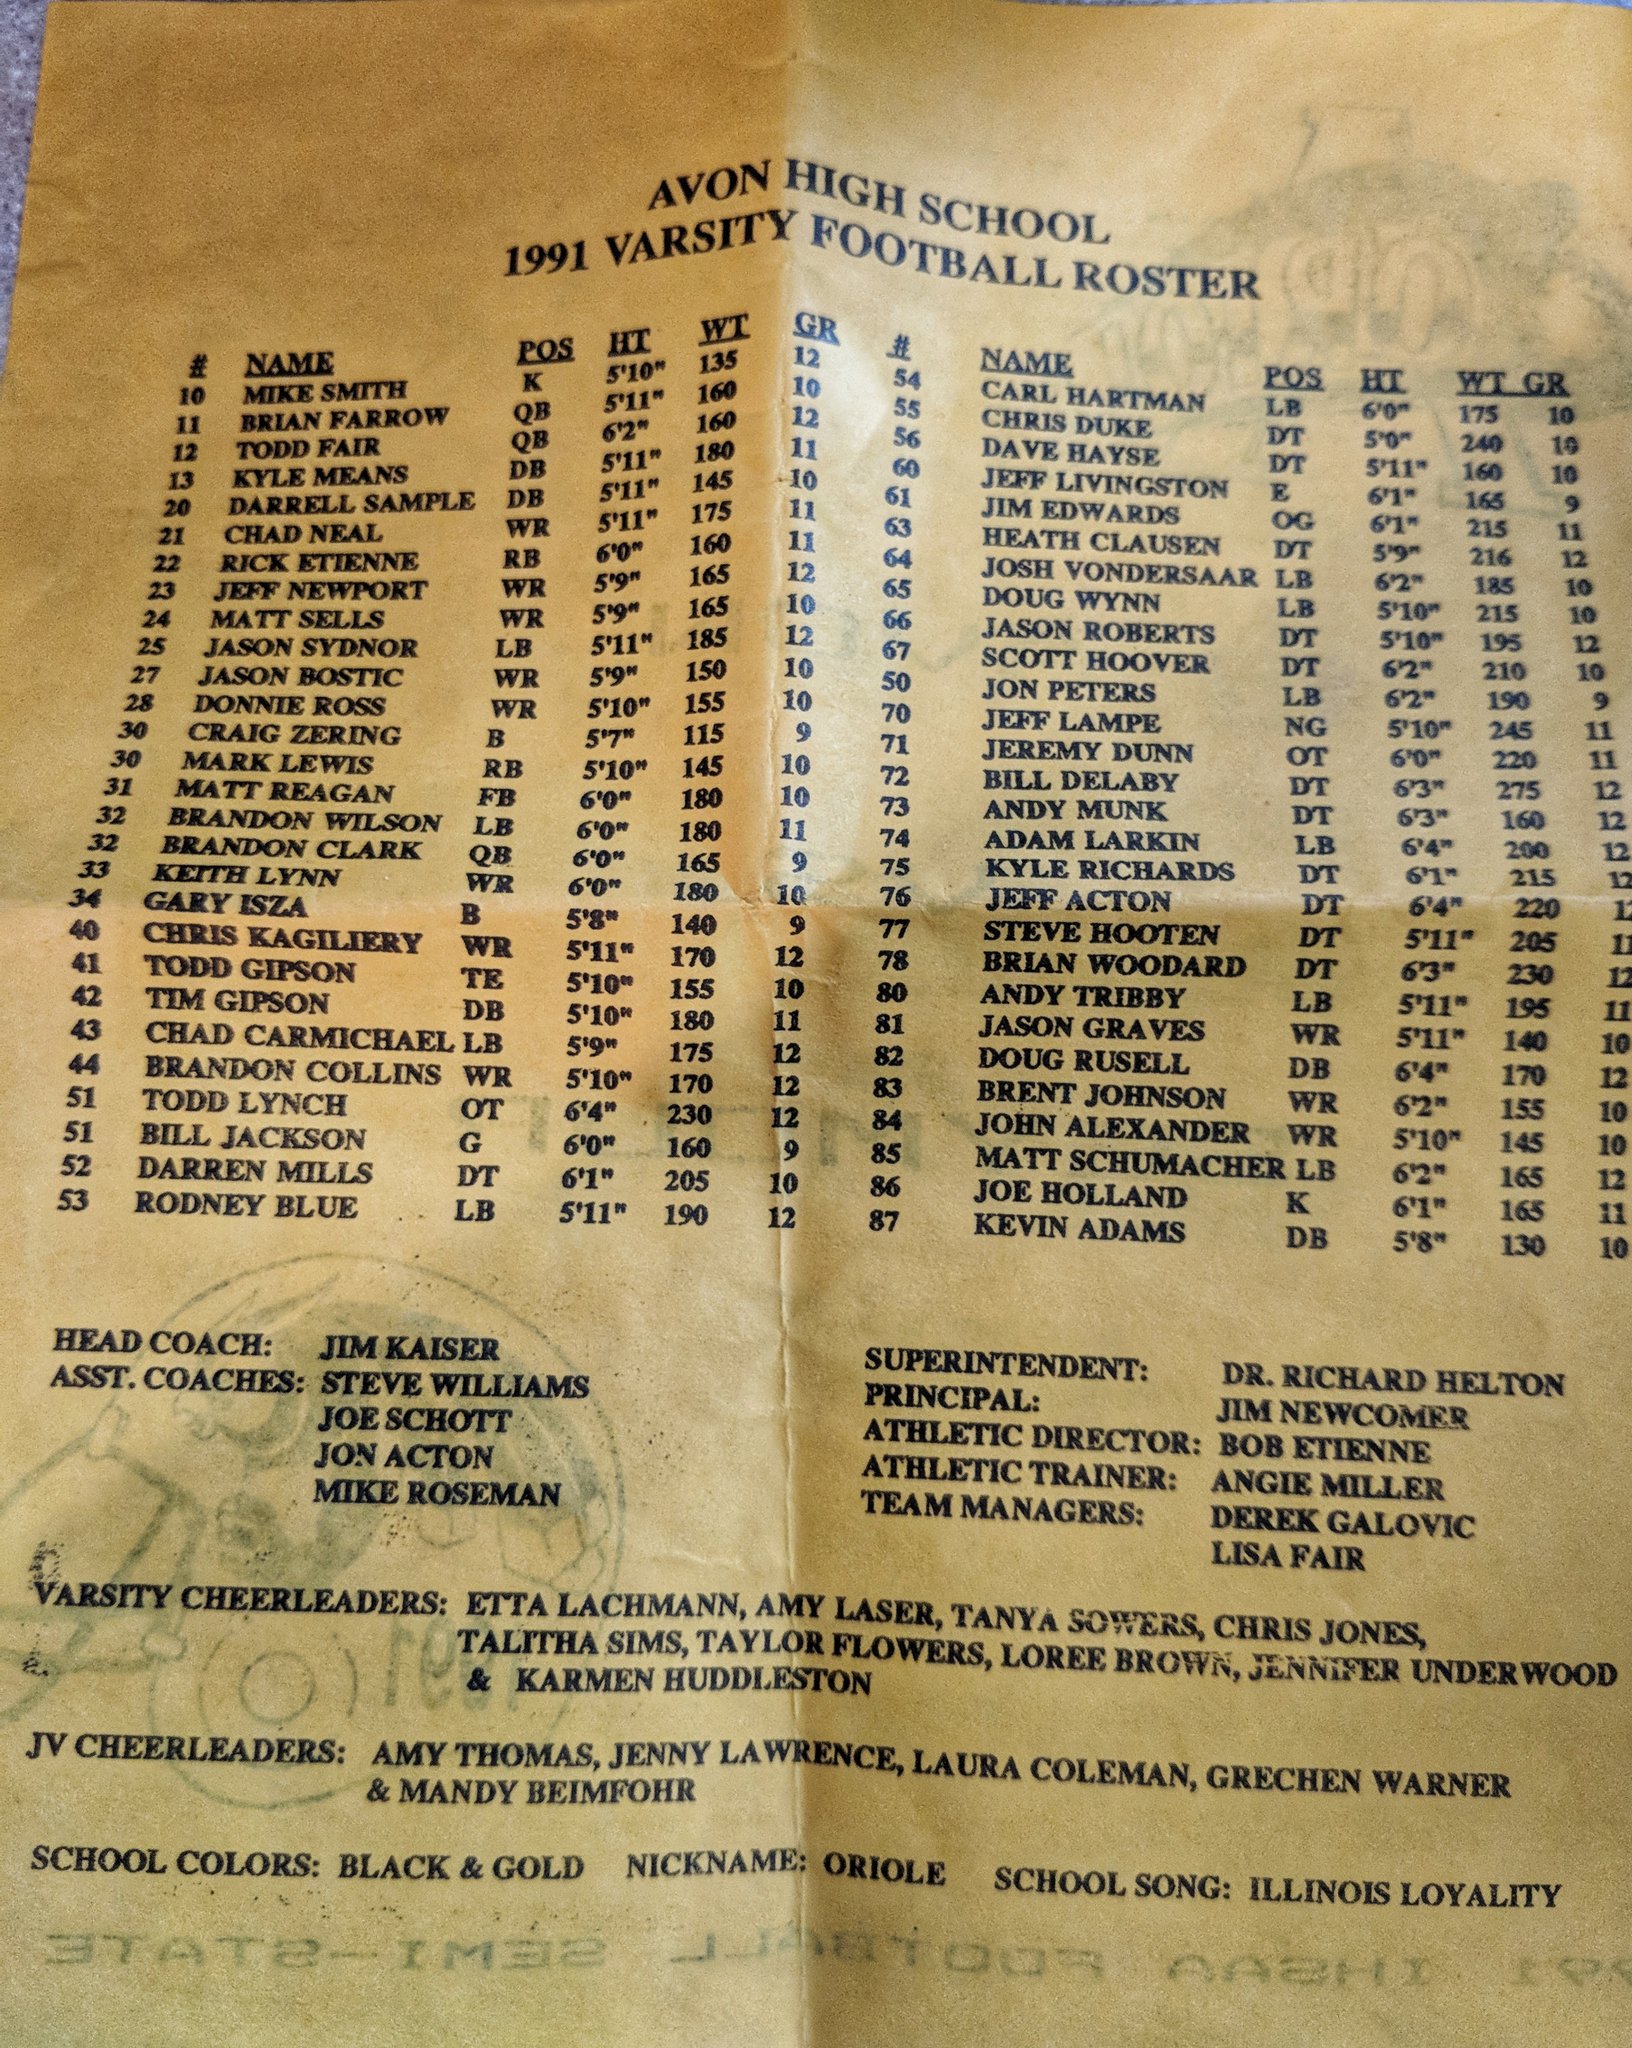 AVON HIGH SCHOOL
1991 VARSITY FOOTBALL ROSTER
# NAME POS HT WT GR # NAME POS HT WT GR
10 MIKE SMITH K 5'10" 135 12 54 CARL HARTMAN LB 6'0" 175 10
11 BRIAN FARROW QB 5'11" 160 10 55 CHRIS DUKE DT 5'0" 240 10
12 TODD FAIR QB 6'2" 160 12 56 DAVE HAYSE DT 5'11" 160 10
13 KYLE MEANS DB 5'11" 180 11 60 JEFF LIVINGSTON E 6'1" 165 9
20 DARRELL SAMPLE DB 5'11" 145 10 61 JIM EDWARDS OG 6'1" 215 11
21 CHAD NEAL WR 5'11" 175 11 63 HEATH CLAUSEN DT 5'9" 216 12
22 RICK ETIENNE RB 6'0" 160 11 64 JOSH VONDERSAAR LB 6'2" 185 10
23 JEFF NEWPORT WR 5'9" 165 12 65 DOUG WYNN LB 5'10" 215 10
24 MATT SELLS WR 5'9" 165 10 66 JASON ROBERTS DT 5'10" 195 12
25 JASON SYDNOR LB 5'11" 185 12 67 SCOTT HOOVER DT 6'2" 210 10
27 JASON BOSTIC WR 5'9" 150 10 50 JON PETERS LB 6'2" 190 9
28 DONNIE ROSS WR 5'10" 155 10 70 JEFF LAMPE NG 5'10" 245 11
30 CRAIG ZERING B 5'7" 115 9 71 JEREMY DUNN OT 6'0" 220 11
30 MARK LEWIS RB 5'10" 145 10 72 BILL DELABY DT 6'3" 275 12
31 MATT REAGAN FB 6'0" 180 10 73 ANDY MUNK DT 6'3" 160 12
32 BRANDON WILSON LB 6'0" 180 11 74 ADAM LARKIN LB 6'4" 200 12
32 BRANDON CLARK QB 6'0" 165 9 75 KYLE RICHARDS DT 6'1" 215 12
33 KEITH LYNN WR 6'0" 180 10 76 JEFF ACTON DT 6'4" 220 12
34 GARY ISZA B 5'8" 140 9 77 STEVE HOOTEN DT 5'11" 205 11
40 CHRIS KAGILIERY WR 5'11" 170 12 78 BRIAN WOODARD DT 6'3" 230 12
41 TODD GIPSON TE 5'10" 155 10 80 ANDY TRIBBY LB 5'11" 195 11
42 TIM GIPSON DB 5'10" 180 11 81 JASON GRAVES WR 5'11" 140 10
43 CHAD CARMICHAEL LB 5'9" 175 12 82 DOUG RUSELL DB 6'4" 170 12
44 BRANDON COLLINS WR 5'10" 170 12 83 BRENT JOHNSON WR 6'2" 155 10
51 TODD LYNCH OT 6'4" 230 12 84 JOHN ALEXANDER WR 5'10" 145 10
51 BILL JACKSON G 6'0" 160 9 85 MATT SCHUMACHER LB 6'2" 165 12
52 DARREN MILLS DT 6'1" 205 10 86 JOE HOLLAND K 6'1" 165 11
53 RODNEY BLUE LB 5'11" 190 12 87 KEVIN ADAMS DB 5'8" 130 10
HEAD COACH: JIM KAISER
ASST. COACHES: STEVE WILLIAMS
JOE SCHOTT
JON ACTON
MIKE ROSEMAN
SUPERINTENDENT: DR. RICHARD HELTON
PRINCIPAL: JIM NEWCOMER
ATHLETIC DIRECTOR: BOB ETIENNE
ATHLETIC TRAINER: ANGIE MILLER
TEAM MANAGERS: DEREK GALOVIC
LISA FAIR
VARSITY CHEERLEADERS: ETTA LACHMANN, AMY LASER, TANYA SOWERS, CHRIS JONES,
TALITHA SIMS, TAYLOR FLOWERS, LOREE BROWN, JENNIFER UNDERWOOD
& KARMEN HUDDLESTON
JV CHEERLEADERS: AMY THOMAS, JENNY LAWRENCE, LAURA COLEMAN, GRECHEN WARNER
& MANDY BEIMFOHR
SCHOOL COLORS: BLACK & GOLD NICKNAME: ORIOLE SCHOOL SONG: ILLINOIS LOYALITY
IHSAA FOOTBALL SEMI-STATE